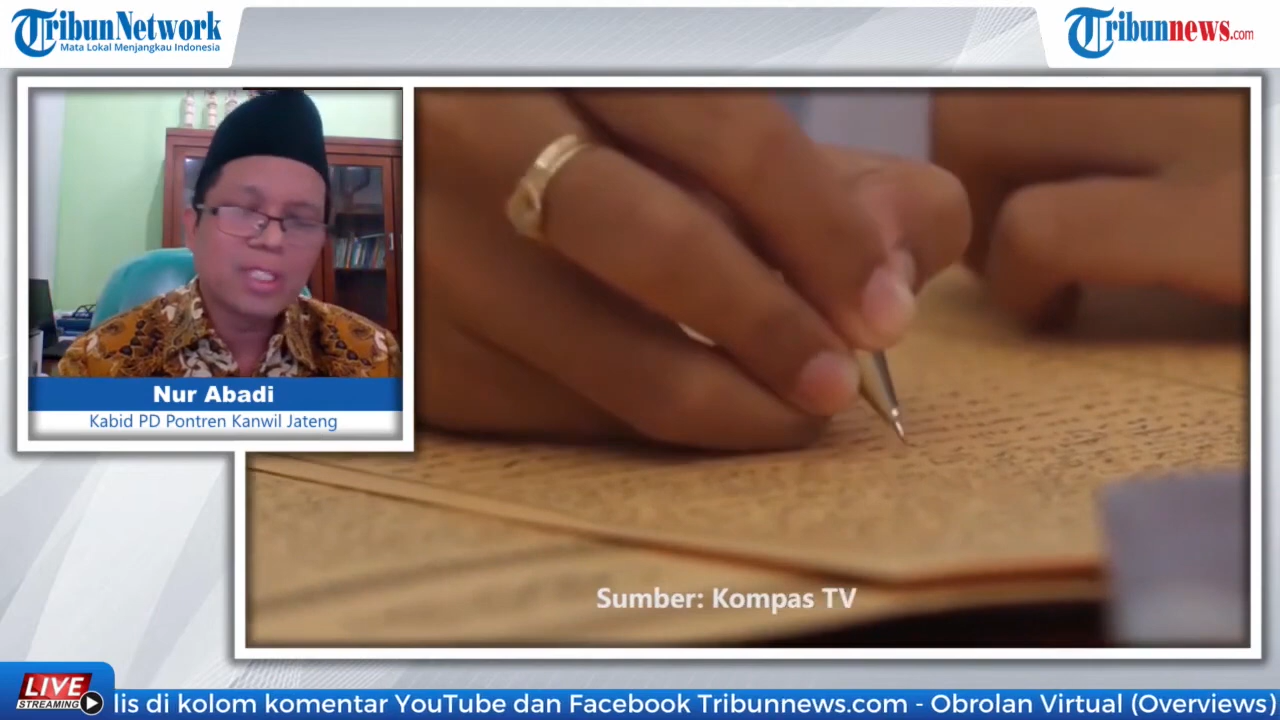 TribunNetwork
Mata Lokal Menjangkau Indonesia
Tribunnews.com
Nur Abadi
Kabid PD Pontren Kanwil Jateng
Sumber: Kompas TV
LIVE
STREAMING
lis di kolom komentar YouTube dan Facebook Tribunnews.com - Obrolan Virtual (Overviews)